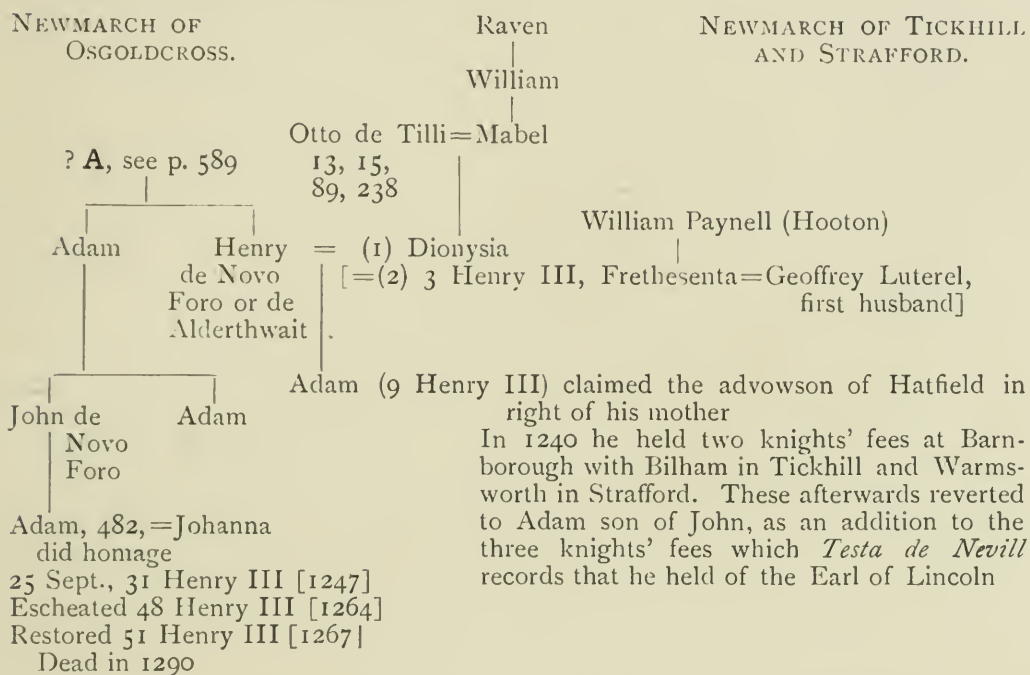 NEWMARCH OF
OSGOLDCROSS.
Raven
NEWMARCH OF TICKHILL
AND STRAFFORD.
William
Otto de Tilli=Mabel
13, 15,
89, 238
? A, see p. 589
William Paynell (Hooton)
Adam Henry = (1) Dionysia
de Novo
Foro or de
Alderthwait .
[=(2) 3 Henry III, Frethesenta=Geoffrey Luterel,
first husband]
John de
Novo
Foro
Adam
Adam (9 Henry III) claimed the advowson of Hatfield in
right of his mother
In 1240 he held two knights' fees at Barn-
borough with Bilham in Tickhill and Warms-
worth in Strafford. These afterwards reverted
to Adam son of John, as an addition to the
three knights' fees which Testa de Nevill
records that he held of the Earl of Lincoln
Adam, 482,=Johanna
did homage
25 Sept., 31 Henry III [1247]
Escheated 48 Henry III [1264]
Restored 51 Henry III [1267]
Dead in 1290